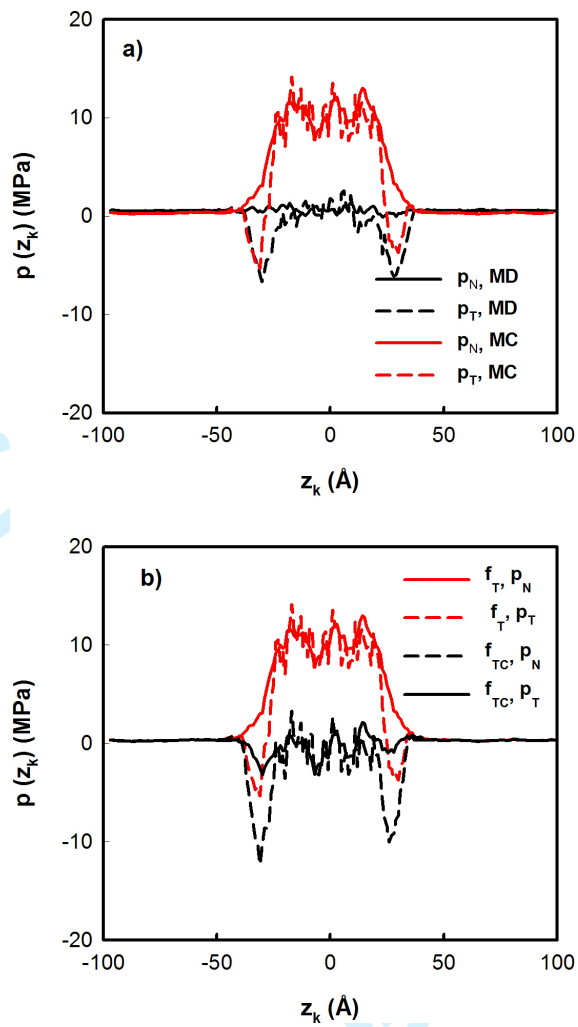 a)
20
10
0
-10
-20
p (z_k) (MPa)
p_N, MD
p_T, MD
p_N, MC
p_T, MC
-100 -50 0 50 100
z_k (Å)
b)
20
10
0
-10
-20
p (z_k) (MPa)
f_T, p_N
f_T, p_T
f_TC, p_N
f_TC, p_T
-100 -50 0 50 100
z_k (Å)